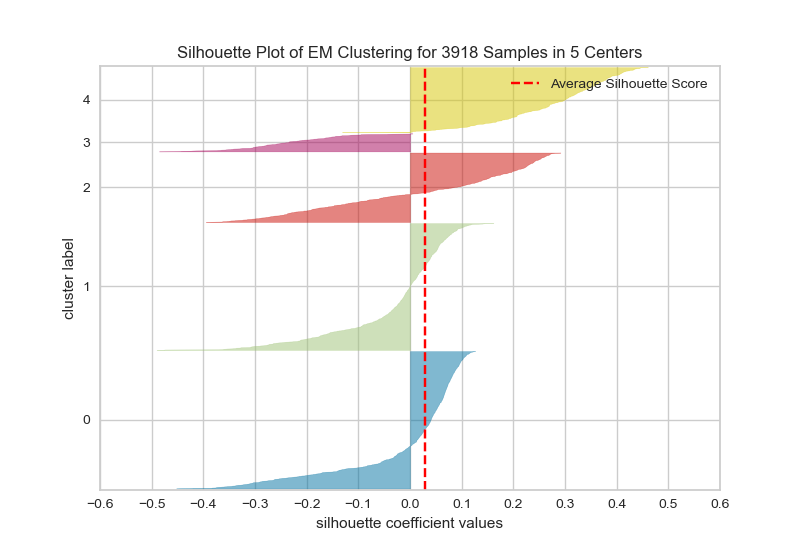 Silhouette Plot of EM Clustering for 3918 Samples in 5 Centers
Average Silhouette Score
4
3
2
1
0
cluster label
−0.6 −0.5 −0.4 −0.3 −0.2 −0.1 0.0 0.1 0.2 0.3 0.4 0.5 0.6
silhouette coefficient values